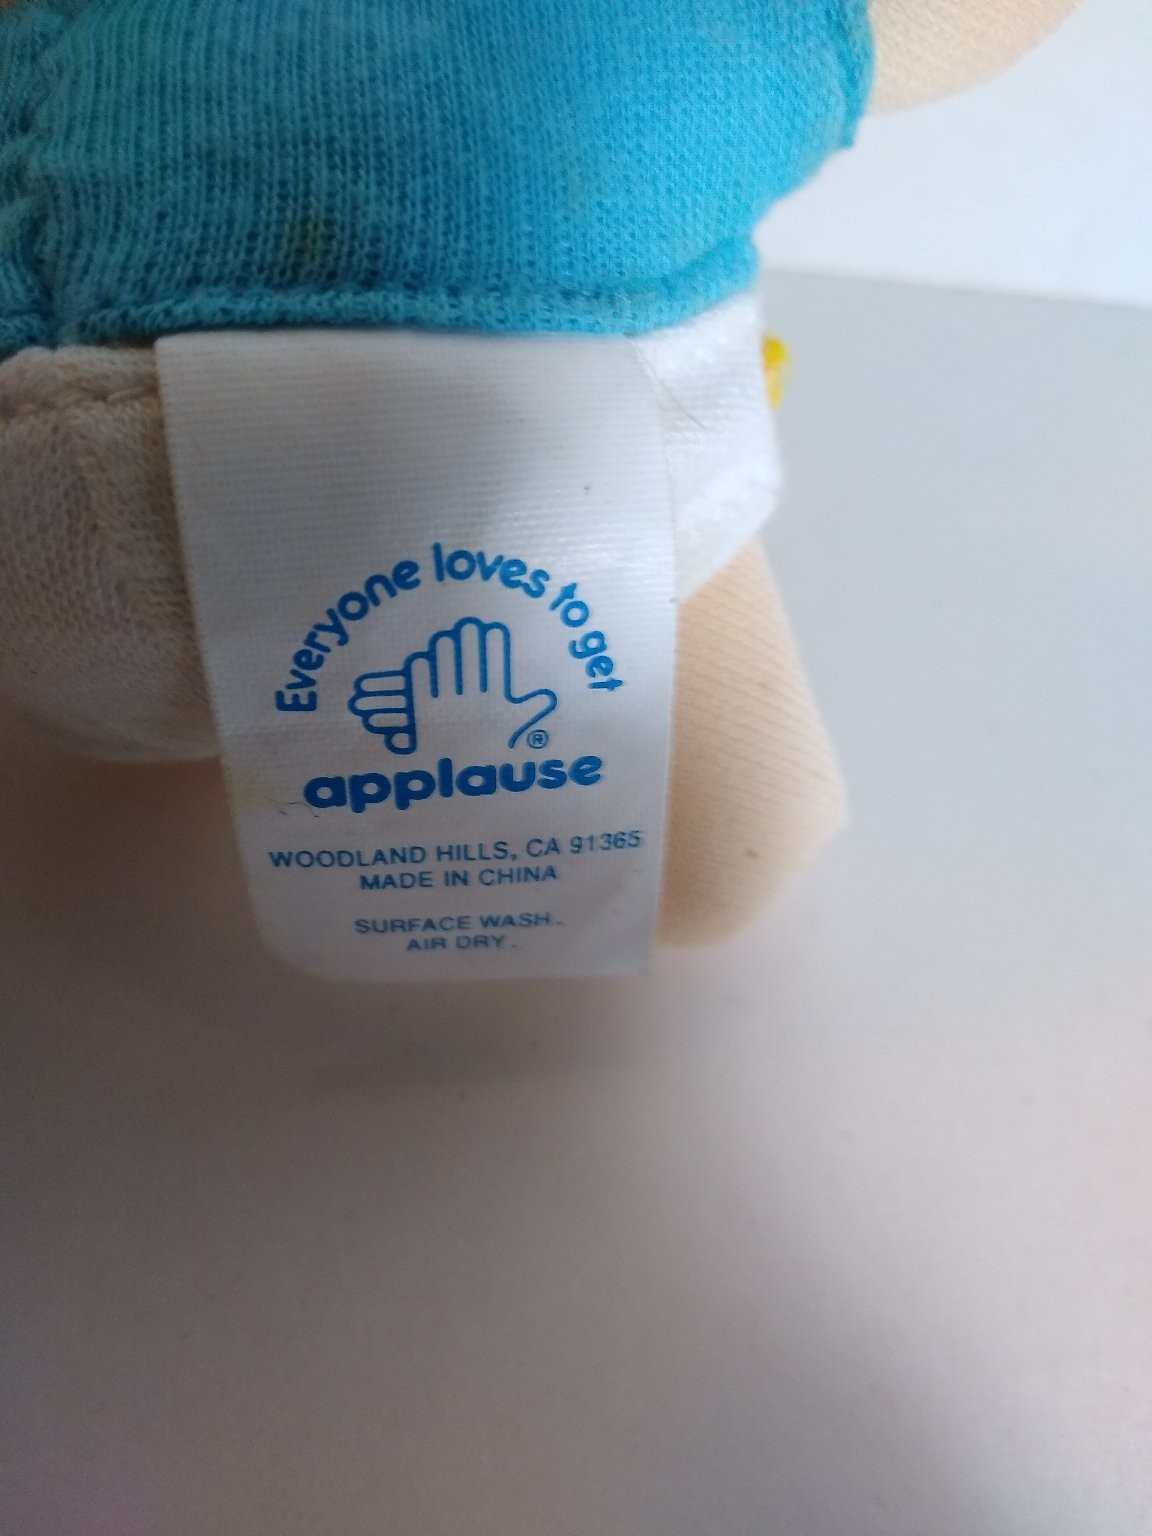 Everyone loves to get
®
applause
WOODLAND HILLS, CA 91365
MADE IN CHINA
SURFACE WASH.
AIR DRY.